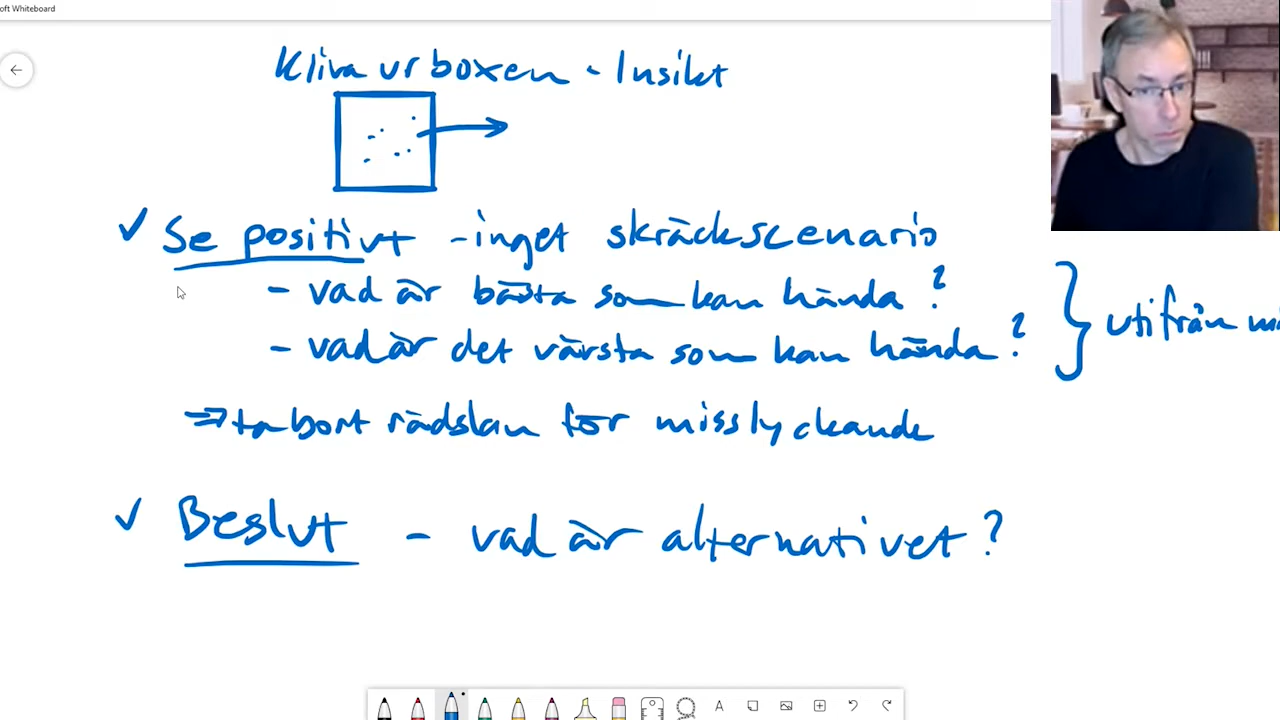 oft Whiteboard
Kliva ur boxen - Insikt
✓ Se positivt - inget skräckscenario
- vad är bästa som kan hända?
- vad är det värsta som kan hända?
} utifrån
⇒ ta bort rädslan för misslyckande
✓ Beslut - vad är alternativet?
A